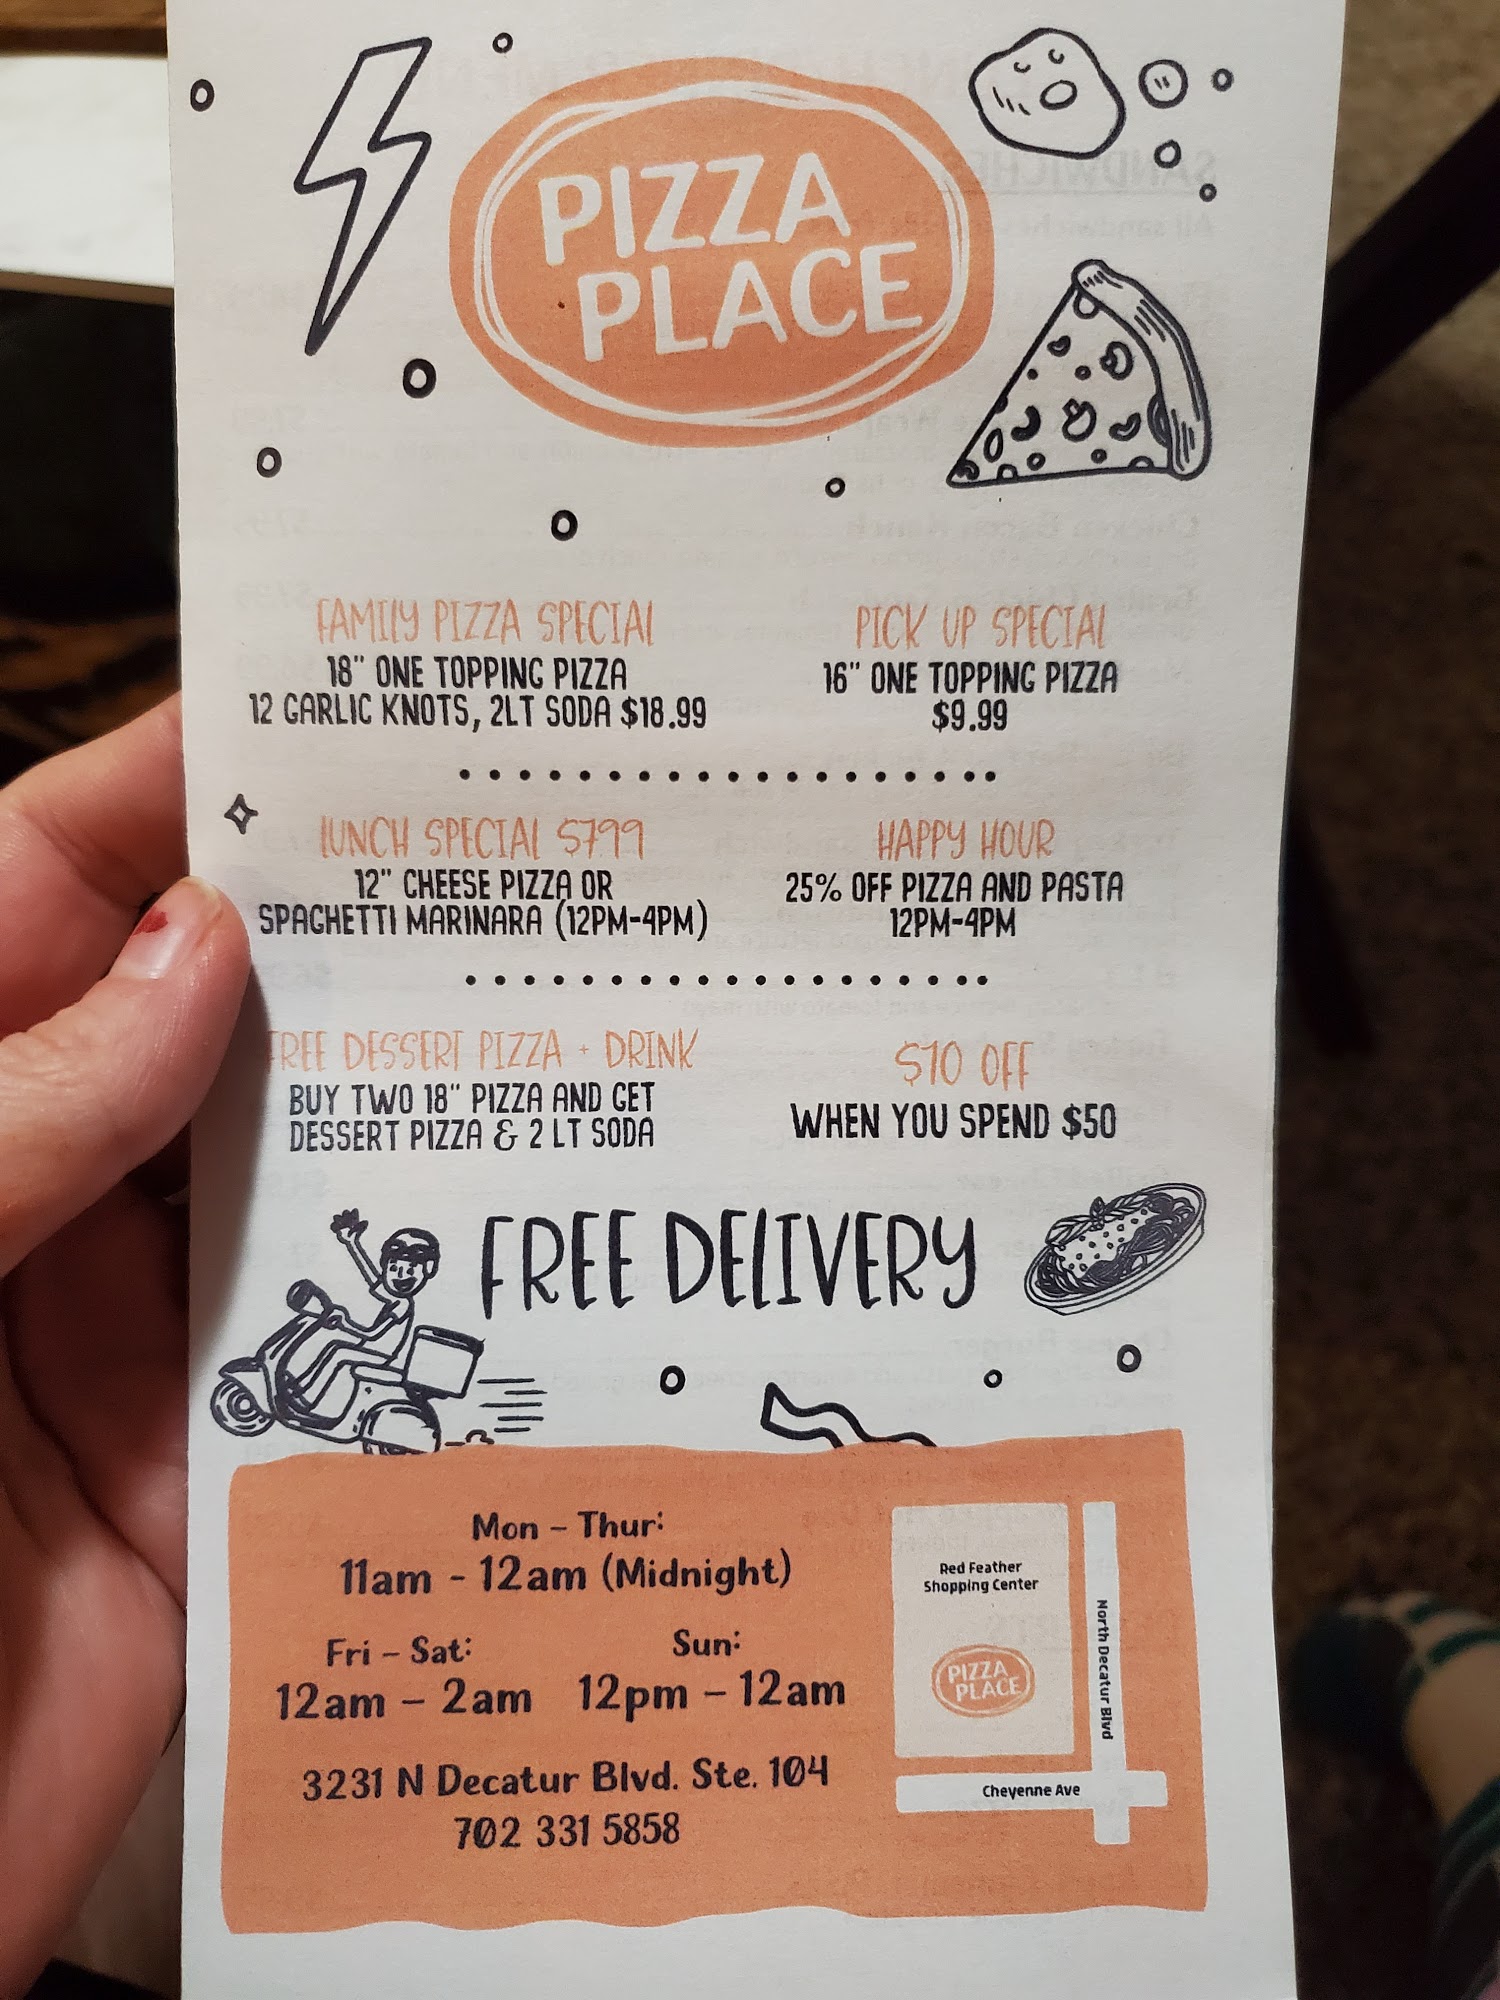 PIZZA
PLACE
FAMILY PIZZA SPECIAL
18" ONE TOPPING PIZZA
12 GARLIC KNOTS, 2LT SODA $18.99
PICK UP SPECIAL
16" ONE TOPPING PIZZA
$9.99
LUNCH SPECIAL $7.99
12" CHEESE PIZZA OR
SPAGHETTI MARINARA (12PM-4PM)
HAPPY HOUR
25% OFF PIZZA AND PASTA
12PM-4PM
FREE DESSERT PIZZA + DRINK
BUY TWO 18" PIZZA AND GET
DESSERT PIZZA & 2 LT SODA
$10 OFF
WHEN YOU SPEND $50
FREE DELIVERY
Mon - Thur:
11am - 12am (Midnight)
Fri - Sat:
12am - 2am
Sun:
12pm - 12am
3231 N Decatur Blvd. Ste. 104
702 331 5858
Red Feather
Shopping Center
PIZZA
PLACE
North Decatur Blvd
Cheyenne Ave